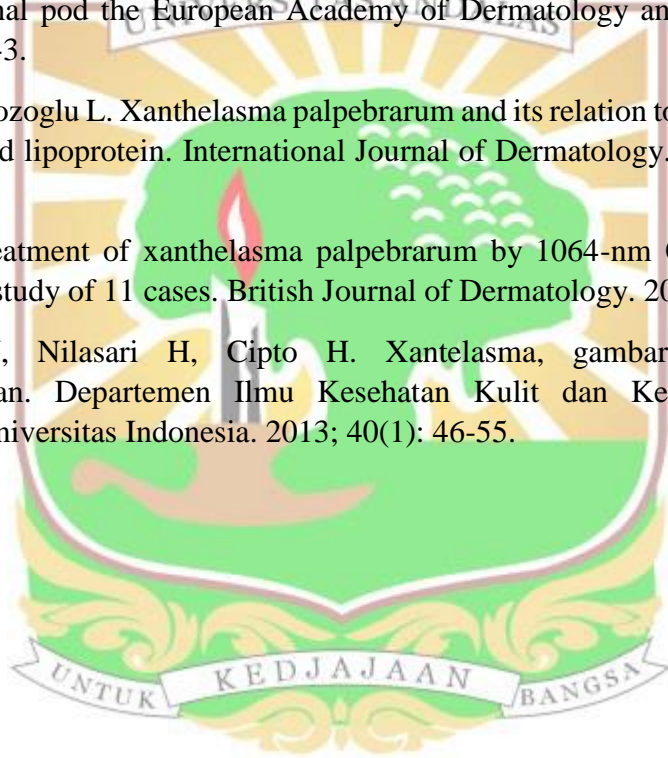 nal pod the European Academy of Dermatology an
UNIVERSITAS ANDALAS
-3.
ozoglu L. Xanthelasma palpebrarum and its relation to
d lipoprotein. International Journal of Dermatology.
eatment of xanthelasma palpebrarum by 1064-nm
study of 11 cases. British Journal of Dermatology. 20
Nilasari H, Cipto H. Xantelasma, gambar
an. Departemen Ilmu Kesehatan Kulit dan Ke
niversitas Indonesia. 2013; 40(1): 46-55.
UNTUK KEDJAJAAN BANGSA